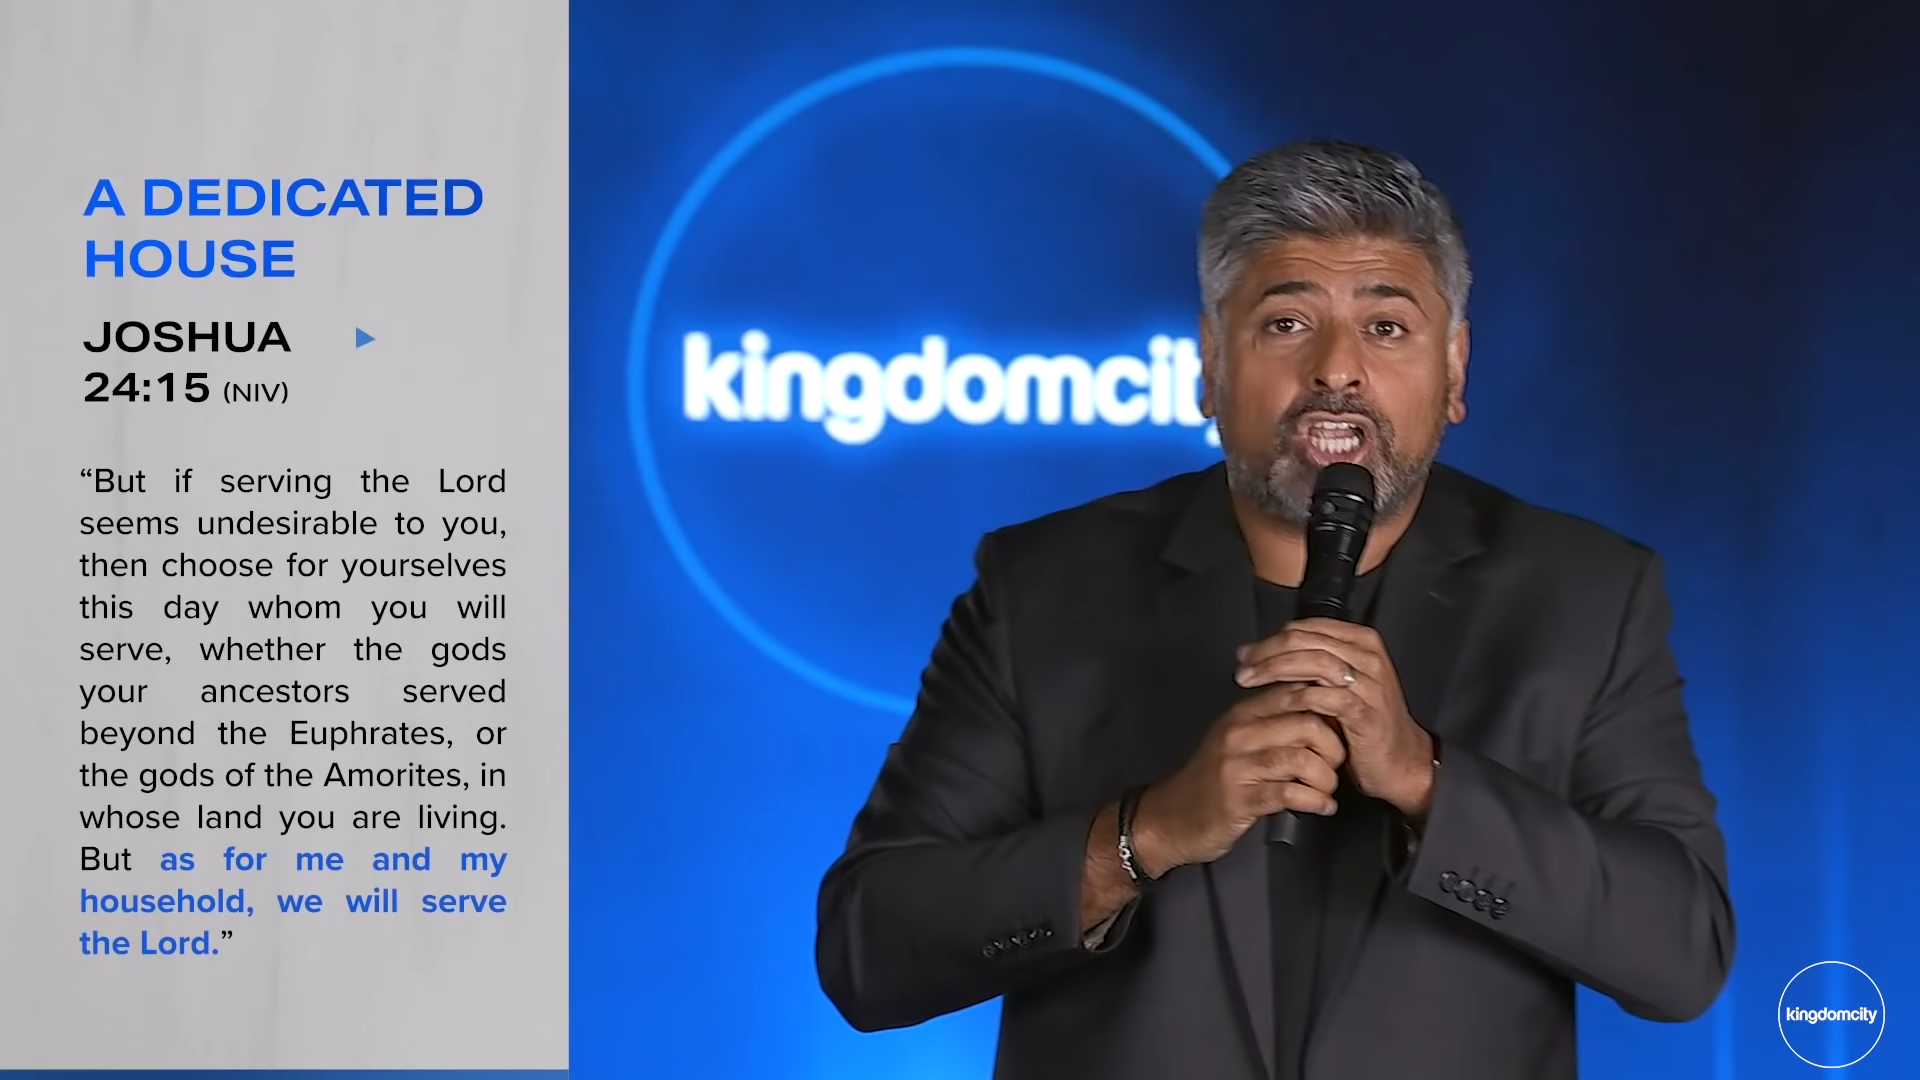 A DEDICATED
HOUSE
JOSHUA
24:15 (NIV)
“But if serving the Lord
seems undesirable to you,
then choose for yourselves
this day whom you will
serve, whether the gods
your ancestors served
beyond the Euphrates, or
the gods of the Amorites, in
whose land you are living.
But as for me and my
household, we will serve
the Lord.”
kingdomcity
kingdomcity